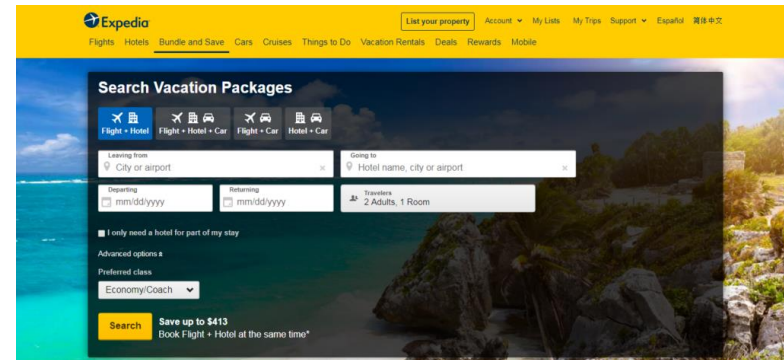 Expedia
List your property Account My Lists My Trips Support Español 简体中文
Flights Hotels Bundle and Save Cars Cruises Things to Do Vacation Rentals Deals Rewards Mobile
Search Vacation Packages
Flight + Hotel Flight + Hotel + Car Flight + Car Hotel + Car
Leaving from Going to
City or airport Hotel name, city or airport
Departing Returning Travelers
mm/dd/yyyy mm/dd/yyyy 2 Adults, 1 Room
I only need a hotel for part of my stay
Advanced options
Preferred class
Economy/Coach
Search Save up to $413
Book Flight + Hotel at the same time*